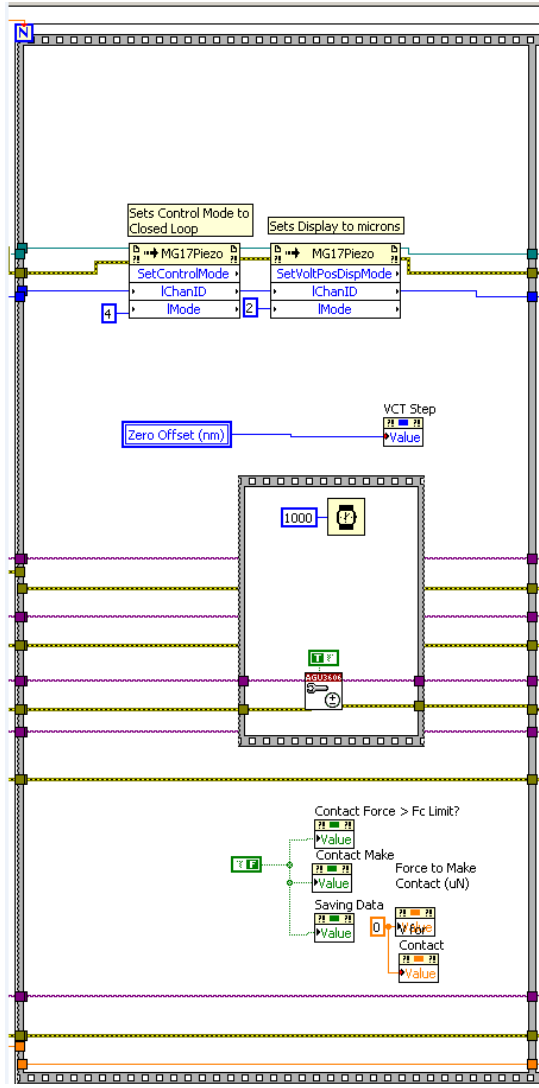 N
Sets Control Mode to
Closed Loop
Sets Display to microns
MG17Piezo
SetControlMode
lChanID
lMode
4
MG17Piezo
SetVoltPosDispMode
lChanID
lMode
2
VCT Step
Value
Zero Offset (nm)
1000
T
AGU3606
Contact Force > Fc Limit?
Value
F
Contact Make
Value
Force to Make
Contact (uN)
Saving Data
Value
0
Value
V for
Contact
Value